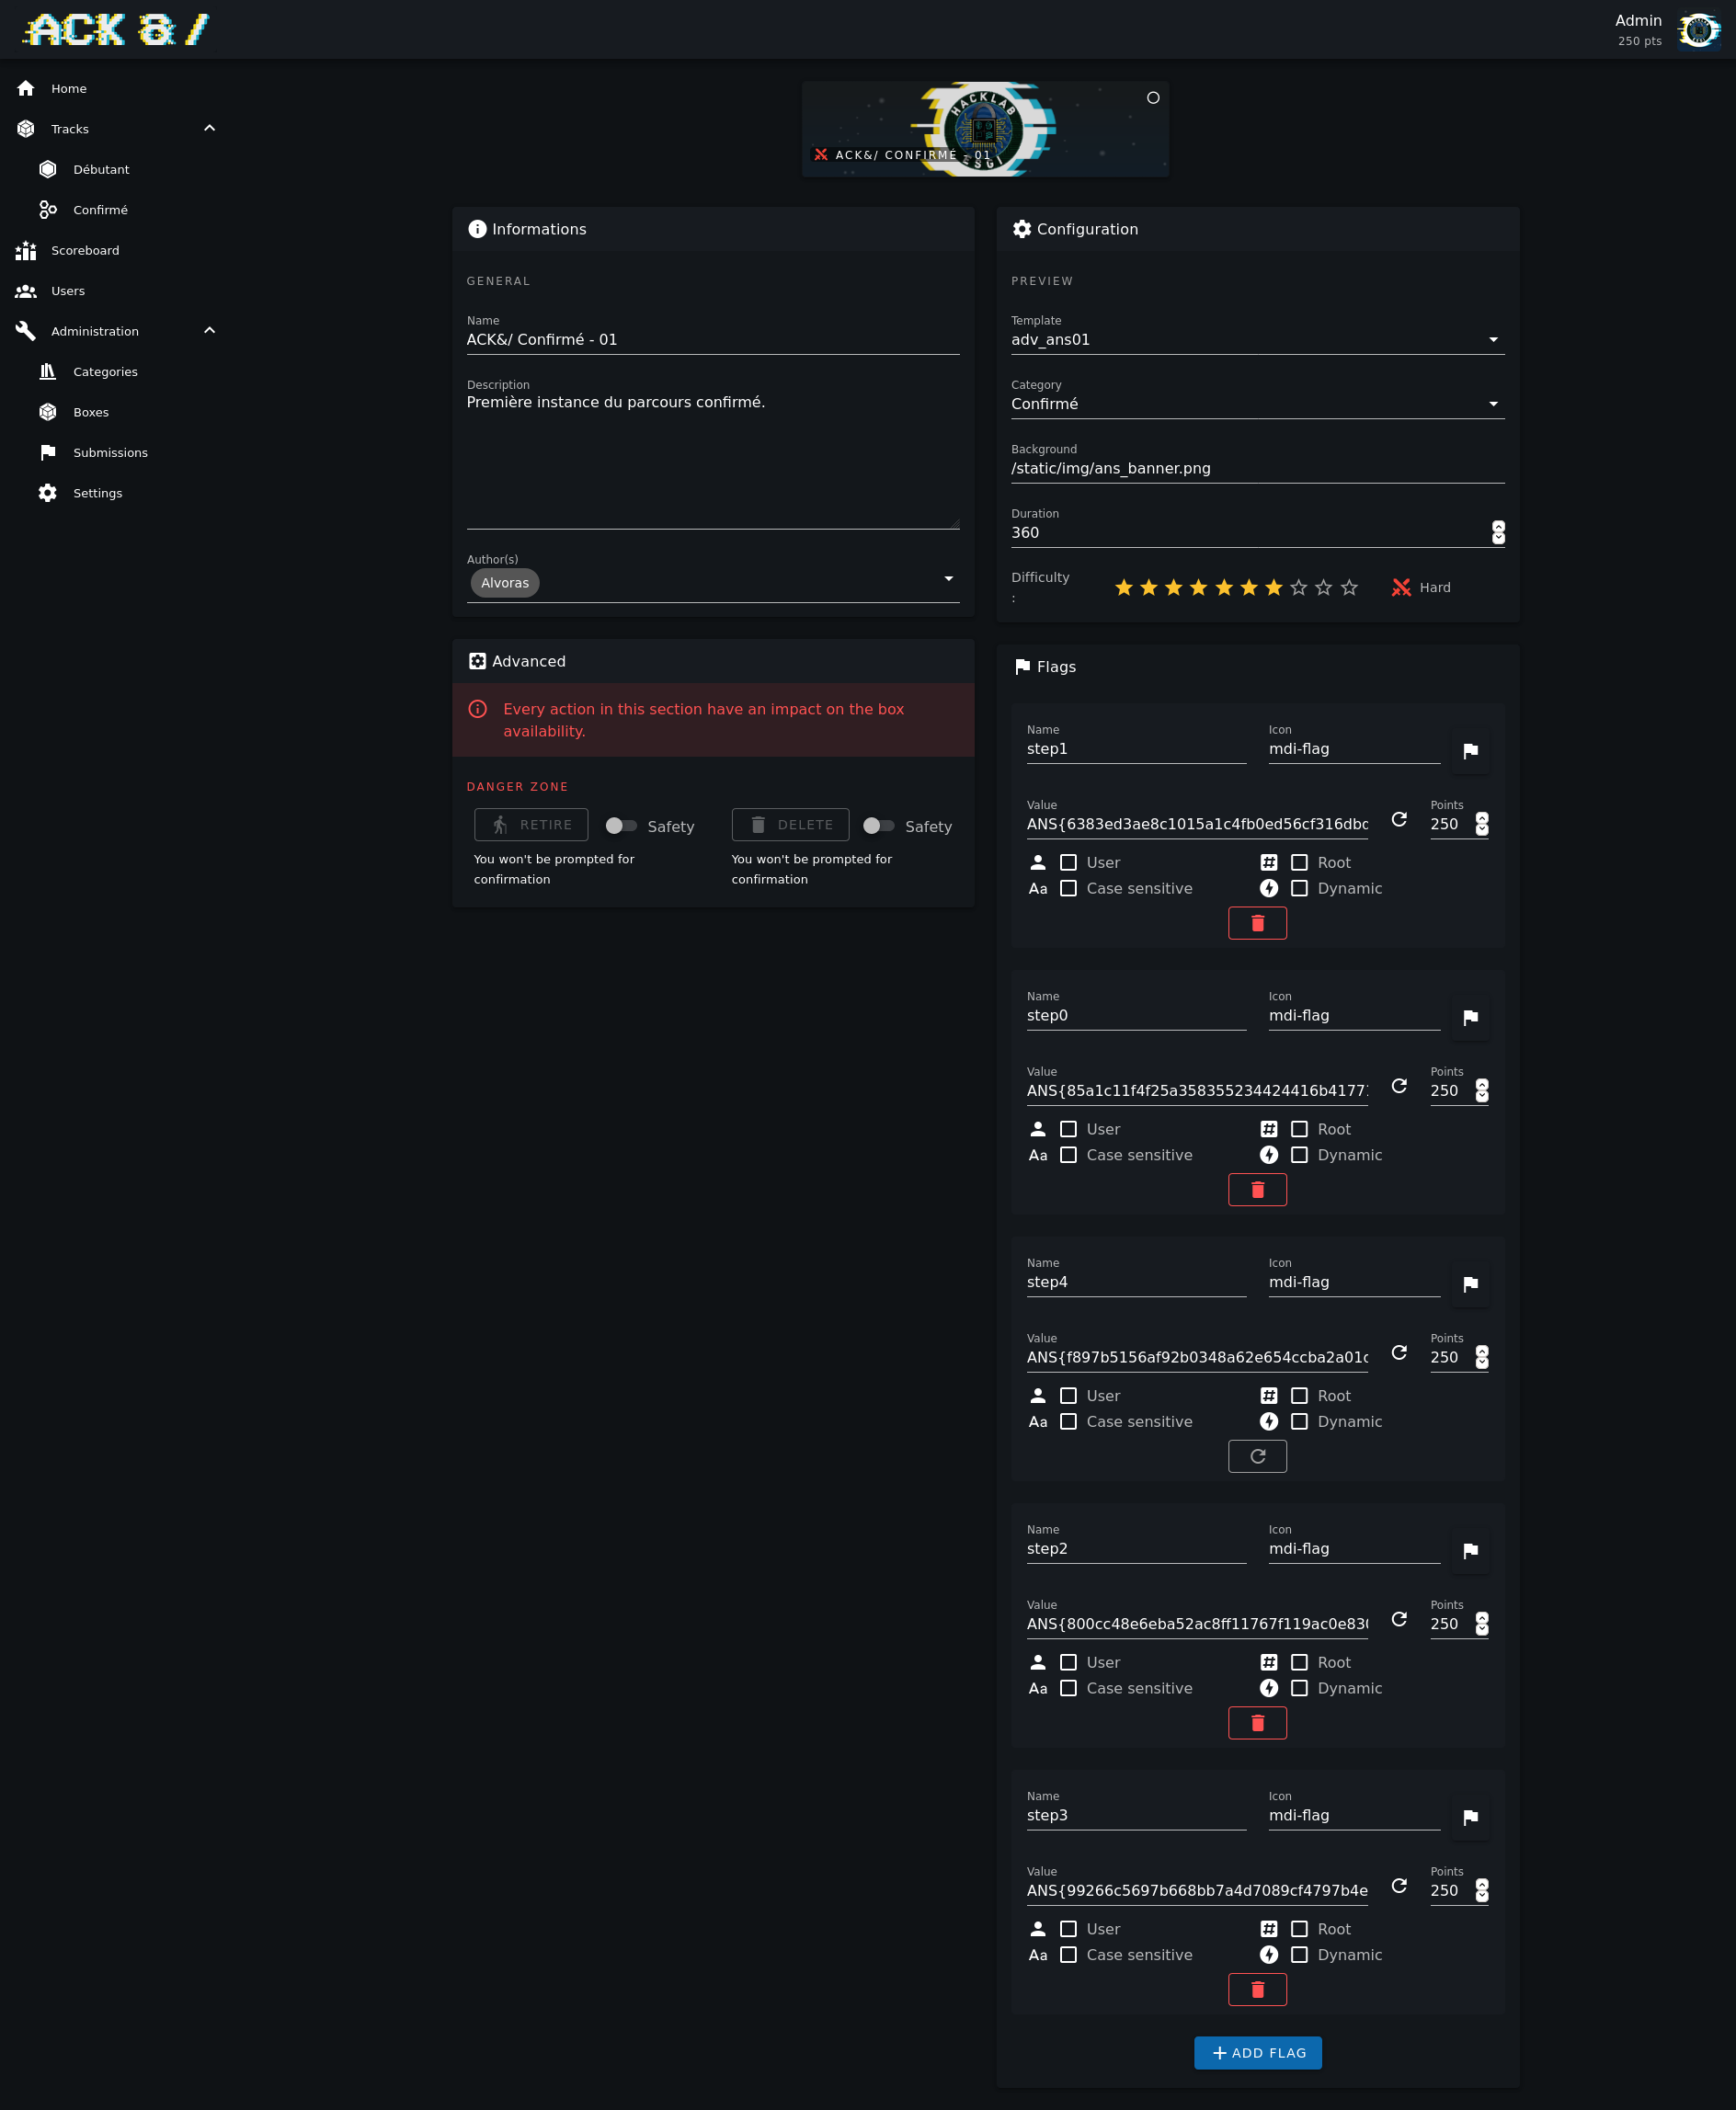 ACK&/
Admin
250 pts
Home
Tracks
Débutant
Confirmé
Scoreboard
Users
Administration
Categories
Boxes
Submissions
Settings
HACKLAB
ESGI
ACK&/ CONFIRMÉ - 01
Informations
GENERAL
Name
ACK&/ Confirmé - 01
Description
Première instance du parcours confirmé.
Author(s)
Alvoras
Advanced
Every action in this section have an impact on the box
availability.
DANGER ZONE
RETIRE
Safety
DELETE
Safety
You won't be prompted for
confirmation
You won't be prompted for
confirmation
Configuration
PREVIEW
Template
adv_ans01
Category
Confirmé
Background
/static/img/ans_banner.png
Duration
360
Difficulty
:
Hard
Flags
Name
step1
Icon
mdi-flag
Value
ANS{6383ed3ae8c1015a1c4fb0ed56cf316dbd
Points
250
User
Root
Aa
Case sensitive
Dynamic
Name
step0
Icon
mdi-flag
Value
ANS{85a1c11f4f25a358355234424416b41771
Points
250
User
Root
Aa
Case sensitive
Dynamic
Name
step4
Icon
mdi-flag
Value
ANS{f897b5156af92b0348a62e654ccba2a01c
Points
250
User
Root
Aa
Case sensitive
Dynamic
Name
step2
Icon
mdi-flag
Value
ANS{800cc48e6eba52ac8ff11767f119ac0e830
Points
250
User
Root
Aa
Case sensitive
Dynamic
Name
step3
Icon
mdi-flag
Value
ANS{99266c5697b668bb7a4d7089cf4797b4e
Points
250
User
Root
Aa
Case sensitive
Dynamic
ADD FLAG